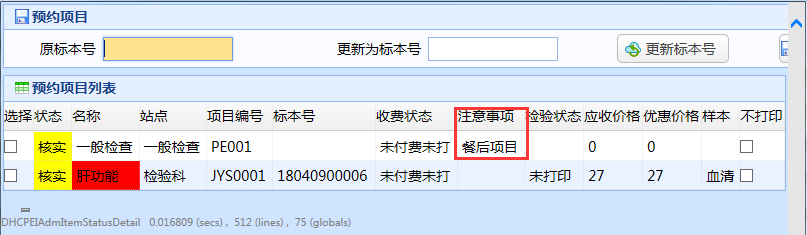 预约项目
原标本号 更新为标本号 更新标本号
预约项目列表
选择 状态 名称 站点 项目编号 标本号 收费状态 注意事项 检验状态 应收价格 优惠价格 样本 不打印
核实 一般检查 一般检查 PE001 未付费未打 餐后项目 0 0
核实 肝功能 检验科 JYS0001 18040900006 未付费未打 未打印 27 27 血清
DHCPEIAdmItemStatusDetail 0.016809 (secs) , 512 (lines) , 75 (globals)